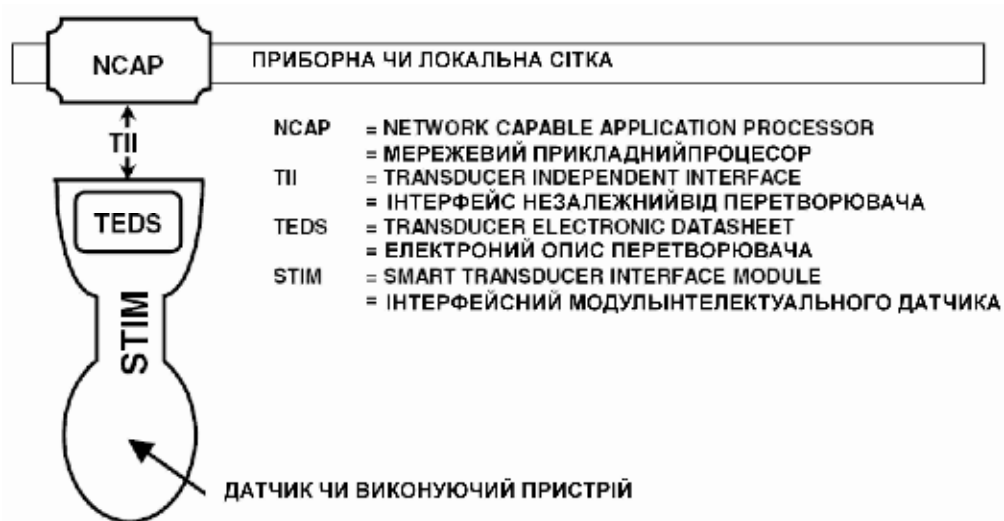 NCAP ПРИБОРНА ЧИ ЛОКАЛЬНА СІТКА
TII
NCAP = NETWORK CAPABLE APPLICATION PROCESSOR
= МЕРЕЖЕВИЙ ПРИКЛАДНИЙПРОЦЕСОР
TII = TRANSDUCER INDEPENDENT INTERFACE
= ІНТЕРФЕЙС НЕЗАЛЕЖНИЙВІД ПЕРЕТВОРЮВАЧА
TEDS = TRANSDUCER ELECTRONIC DATASHEET
= ЕЛЕКТРОНИЙ ОПИС ПЕРЕТВОРЮВАЧА
STIM = SMART TRANSDUCER INTERFACE MODULE
= ІНТЕРФЕЙСНИЙ МОДУЛЫНТЕЛЕКТУАЛЬНОГО ДАТЧИКА
TEDS
STIM
ДАТЧИК ЧИ ВИКОНУЮЧИЙ ПРИСТРІЙ